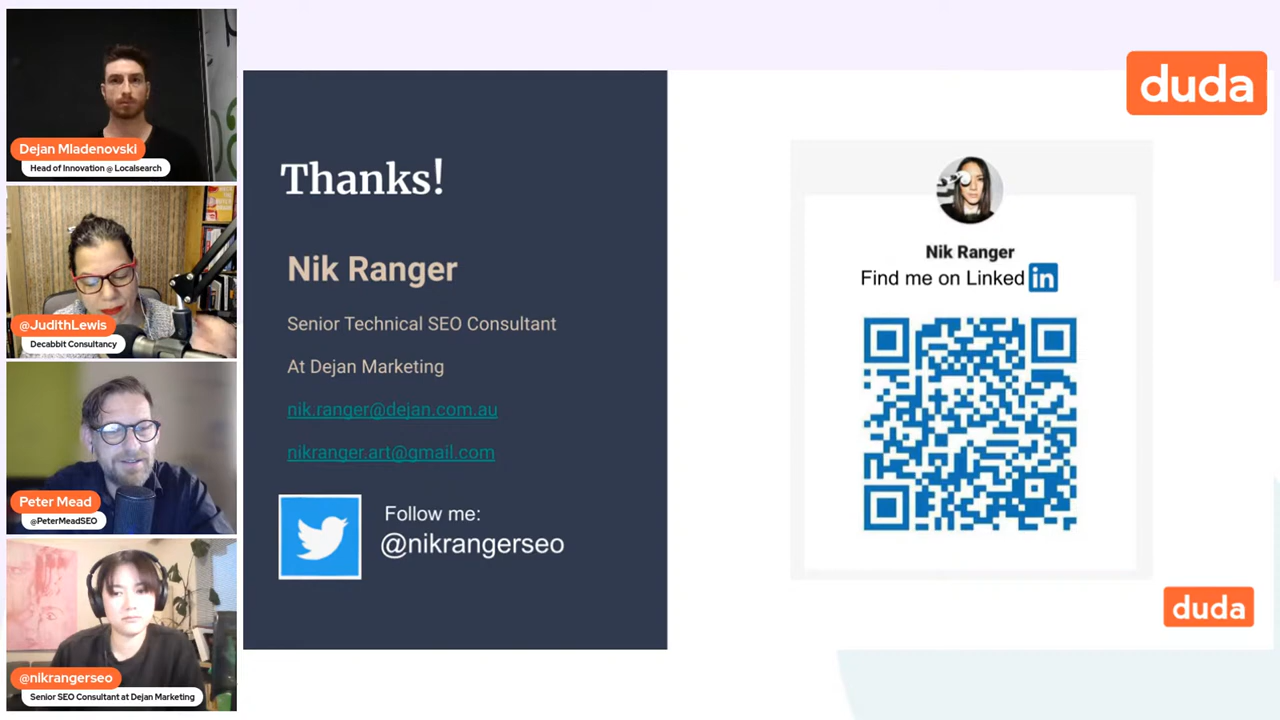 Dejan Mladenovski
Head of Innovation @ Localsearch
@JudithLewis
Decabbit Consultancy
Peter Mead
@PeterMeadSEO
@nikrangerseo
Senior SEO Consultant at Dejan Marketing
Thanks!
Nik Ranger
Senior Technical SEO Consultant
At Dejan Marketing
nik.ranger@dejan.com.au
nikranger.art@gmail.com
Follow me:
@nikrangerseo
duda
Nik Ranger
Find me on Linked in
duda